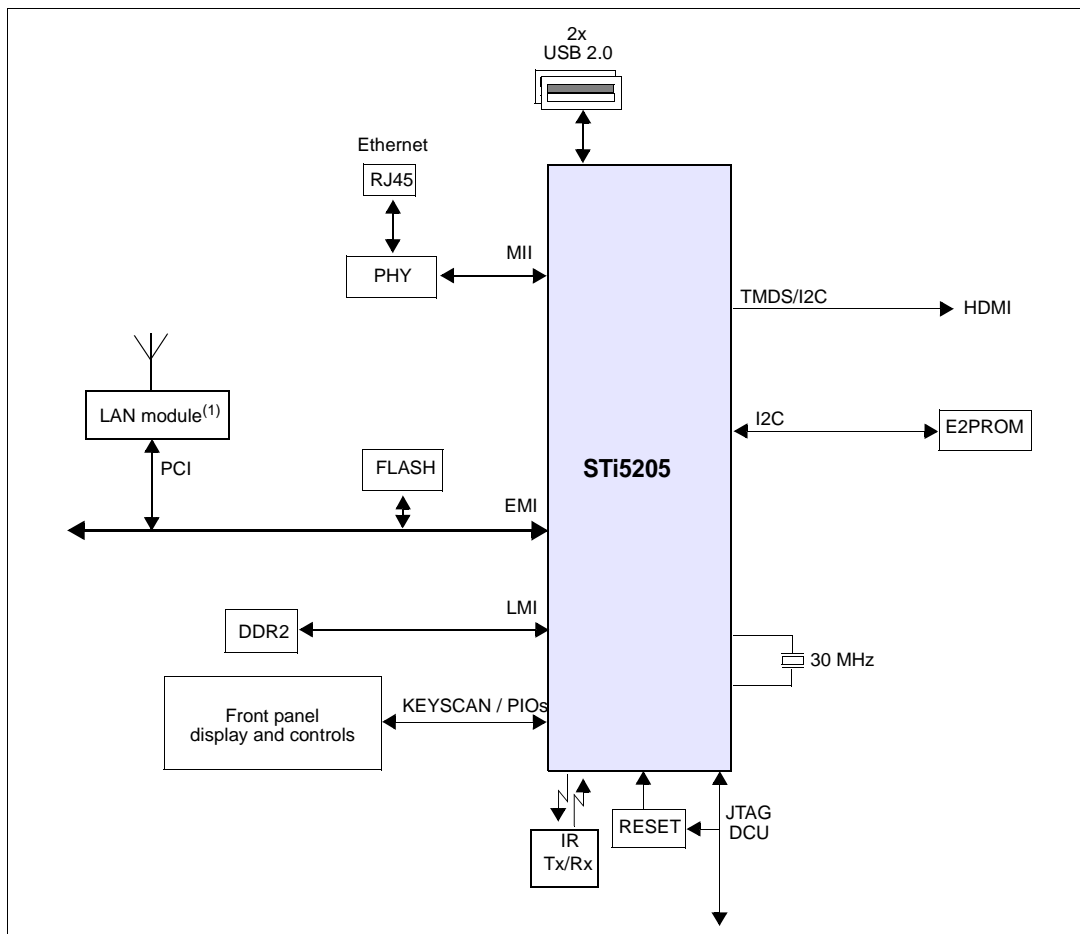 2x
USB 2.0
Ethernet
RJ45
MII
PHY
TMDS/I2C
HDMI
LAN module(1)
I2C
E2PROM
PCI
FLASH
STi5205
EMI
LMI
DDR2
30 MHz
KEYSCAN / PIOs
Front panel
display and controls
RESET
JTAG
DCU
IR
Tx/Rx